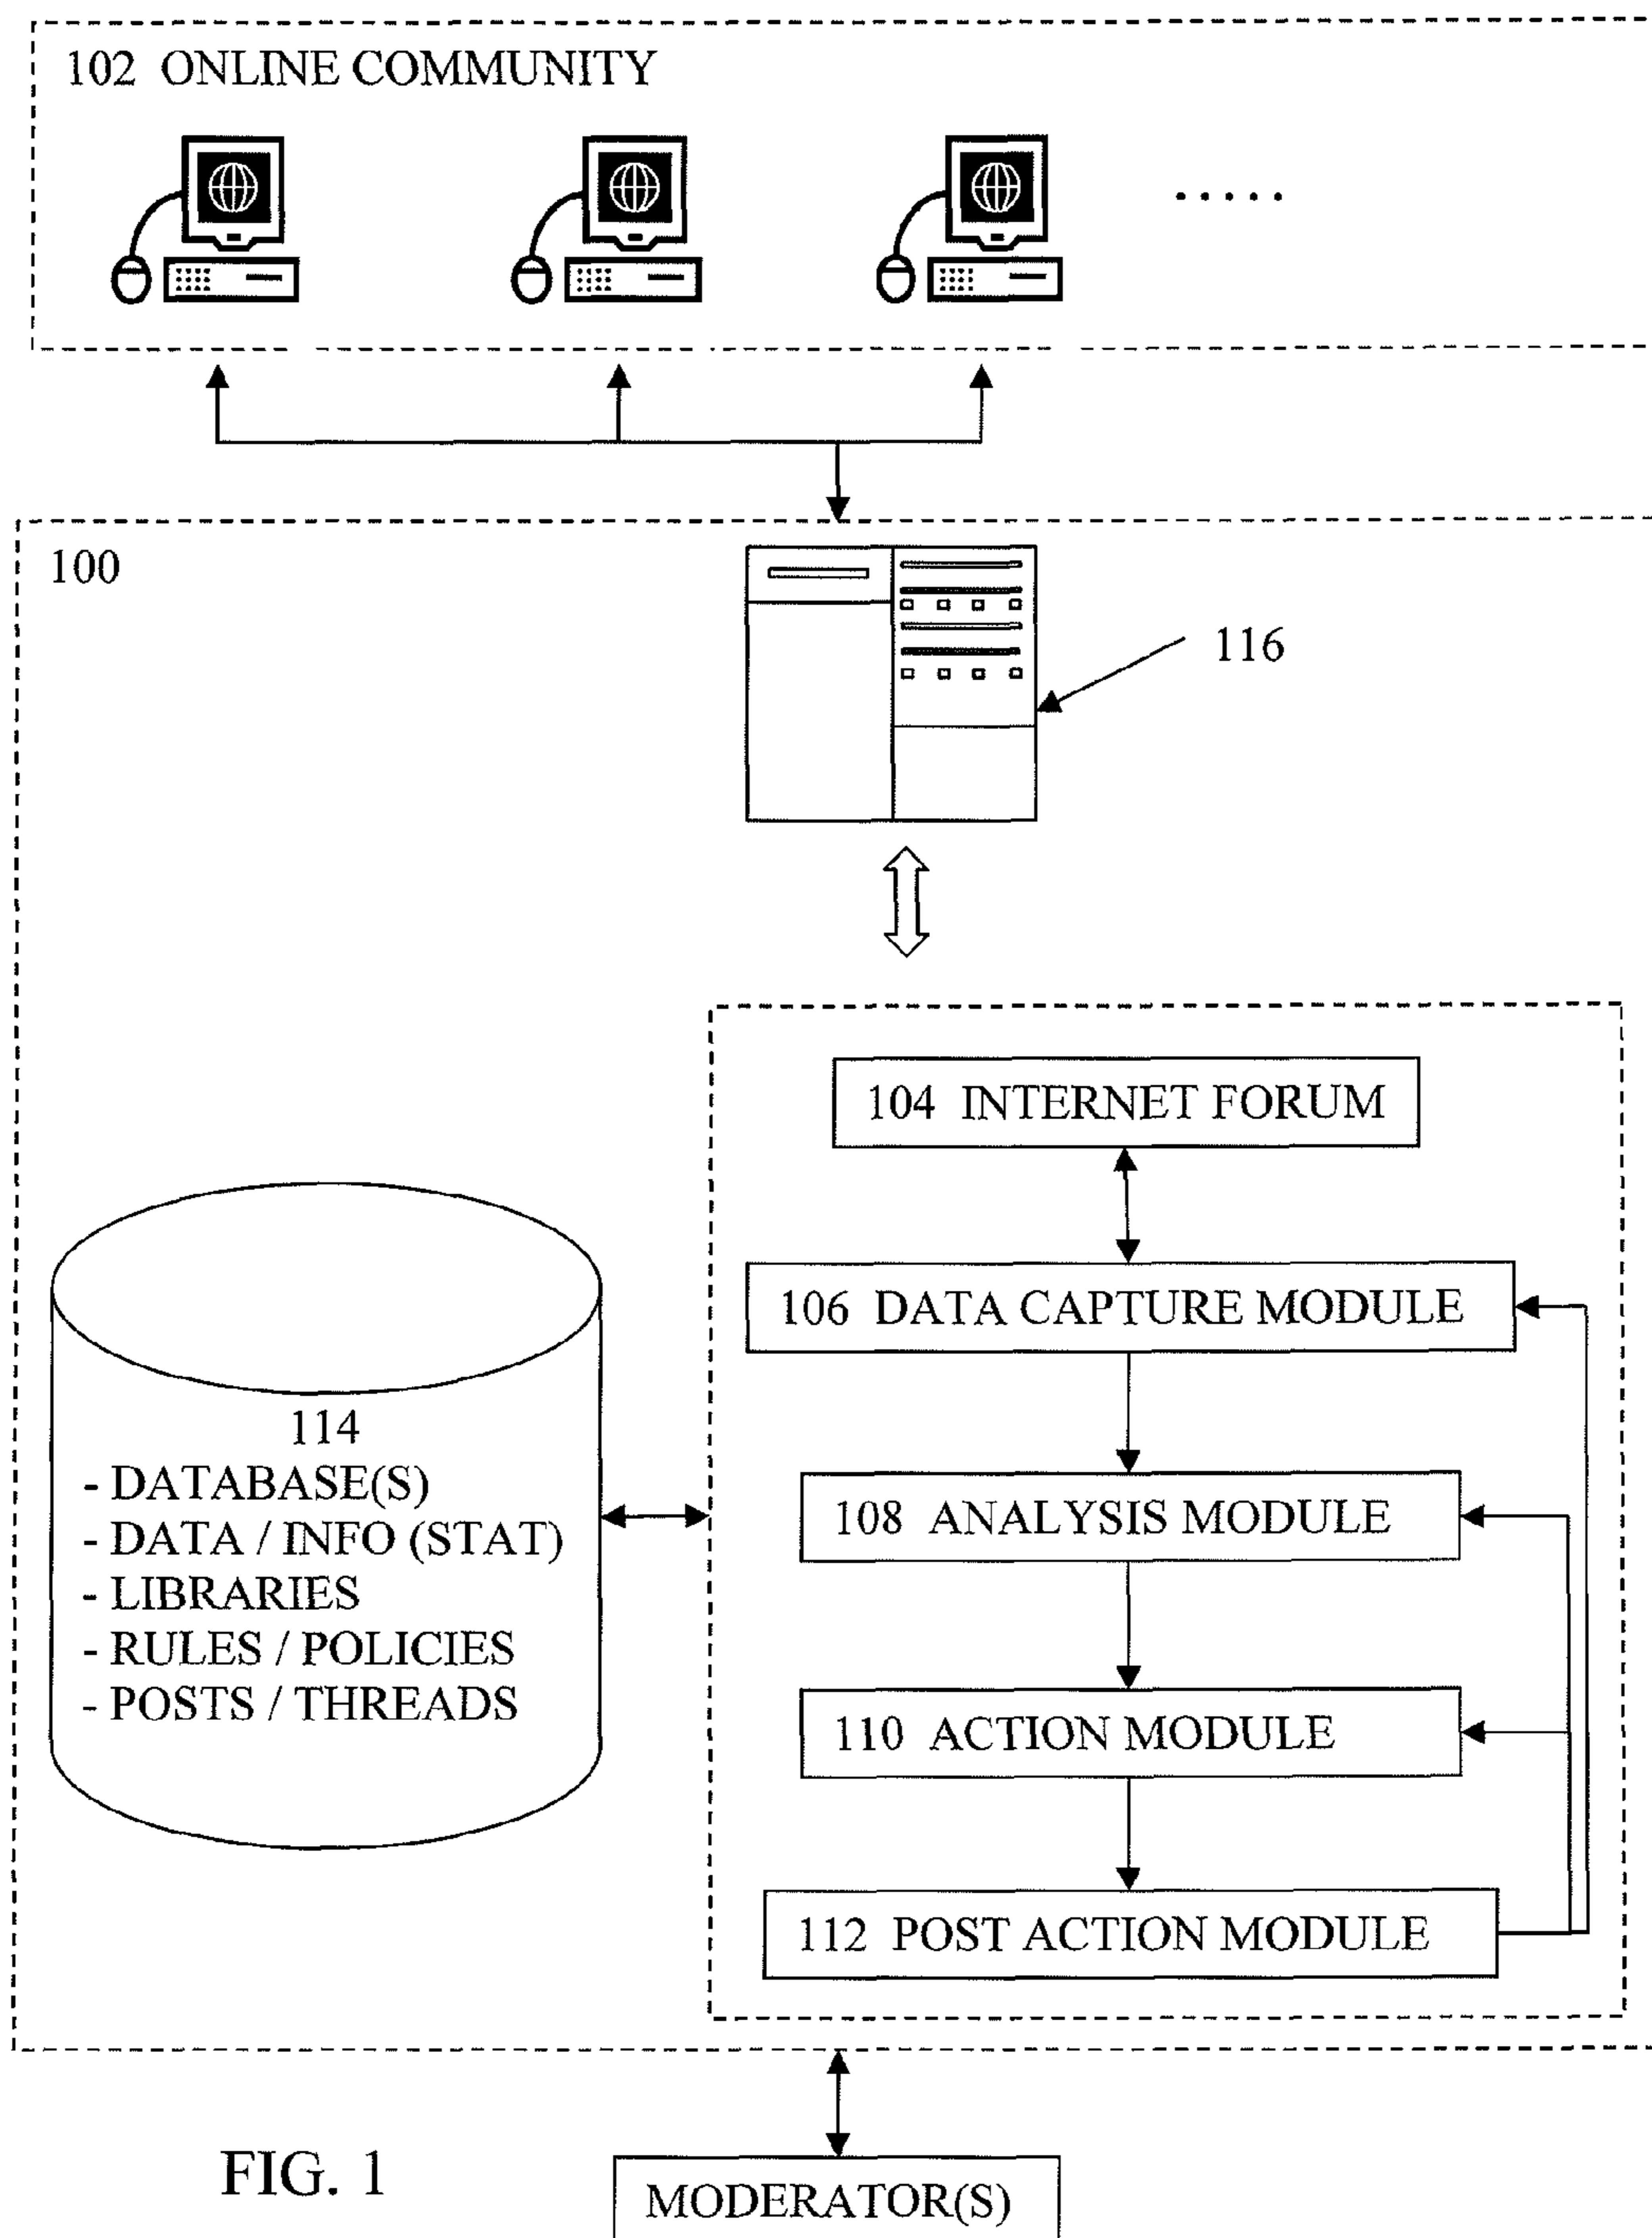 102 ONLINE COMMUNITY
.....
100
116
104 INTERNET FORUM
106 DATA CAPTURE MODULE
114
- DATABASE(S)
- DATA / INFO (STAT)
- LIBRARIES
- RULES / POLICIES
- POSTS / THREADS
108 ANALYSIS MODULE
110 ACTION MODULE
112 POST ACTION MODULE
FIG. 1
MODERATOR(S)